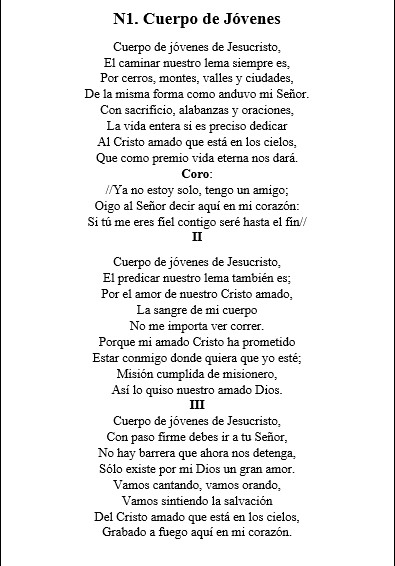 N1. Cuerpo de Jóvenes
Cuerpo de jóvenes de Jesucristo,
El caminar nuestro lema siempre es,
Por cerros, montes, valles y ciudades,
De la misma forma como anduvo mi Señor.
Con sacrificio, alabanzas y oraciones,
La vida entera si es preciso dedicar
Al Cristo amado que está en los cielos,
Que como premio vida eterna nos dará.
Coro:
//Ya no estoy solo, tengo un amigo;
Oigo al Señor decir aquí en mi corazón:
Si tú me eres fiel contigo seré hasta el fin//
II
Cuerpo de jóvenes de Jesucristo,
El predicar nuestro lema también es;
Por el amor de nuestro Cristo amado,
La sangre de mi cuerpo
No me importa ver correr.
Porque mi amado Cristo ha prometido
Estar conmigo donde quiera que yo esté;
Misión cumplida de misionero,
Así lo quiso nuestro amado Dios.
III
Cuerpo de jóvenes de Jesucristo,
Con paso firme debes ir a tu Señor,
No hay barrera que ahora nos detenga,
Sólo existe por mi Dios un gran amor.
Vamos cantando, vamos orando,
Vamos sintiendo la salvación
Del Cristo amado que está en los cielos,
Grabado a fuego aquí en mi corazón.